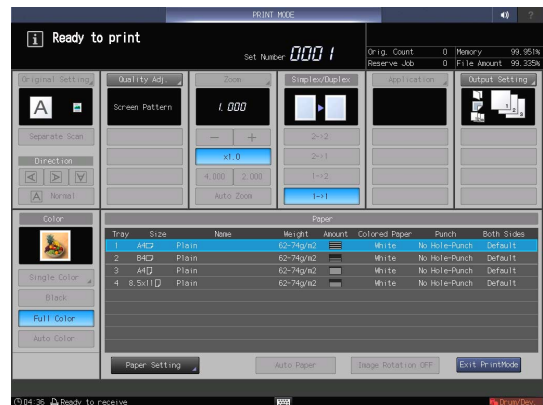 PRINT MODE
?
i Ready to print
Set Number 0001
Orig. Count 0 Memory 99.951%
Reserve Job 0 File Amount 99.335%
Original Setting Quality Adj. Zoom Simplex/Duplex Application Output Setting
A Screen Pattern 1.000 1 2
Separate Scan - + 2->2
Direction x1.0 2->1
4.000 2.000 1->2
A Normal Auto Zoom 1->1
Color Paper
Tray Size Name Weight Amount Colored Paper Punch Both Sides
1 A4 Plain 62-74g/m2 White No Hole-Punch Default
2 B4 Plain 62-74g/m2 White No Hole-Punch Default
3 A4 Plain 62-74g/m2 White No Hole-Punch Default
4 8.5x11 Plain 62-74g/m2 White No Hole-Punch Default
Single Color
Black
Full Color
Auto Color
Paper Setting Auto Paper Image Rotation OFF Exit PrintMode
04:36 Ready to receive Drum/Dev.